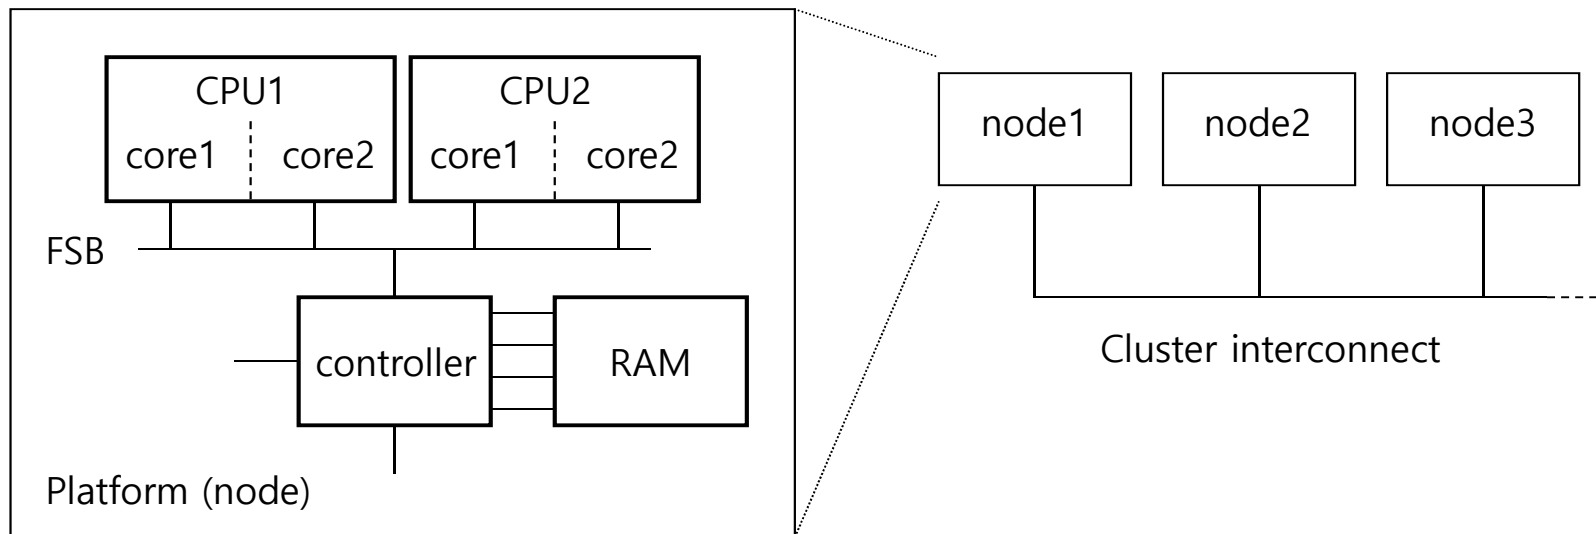 CPU1
CPU2
core1
core2
core1
core2
FSB
controller
RAM
Platform (node)
node1
node2
node3
Cluster interconnect